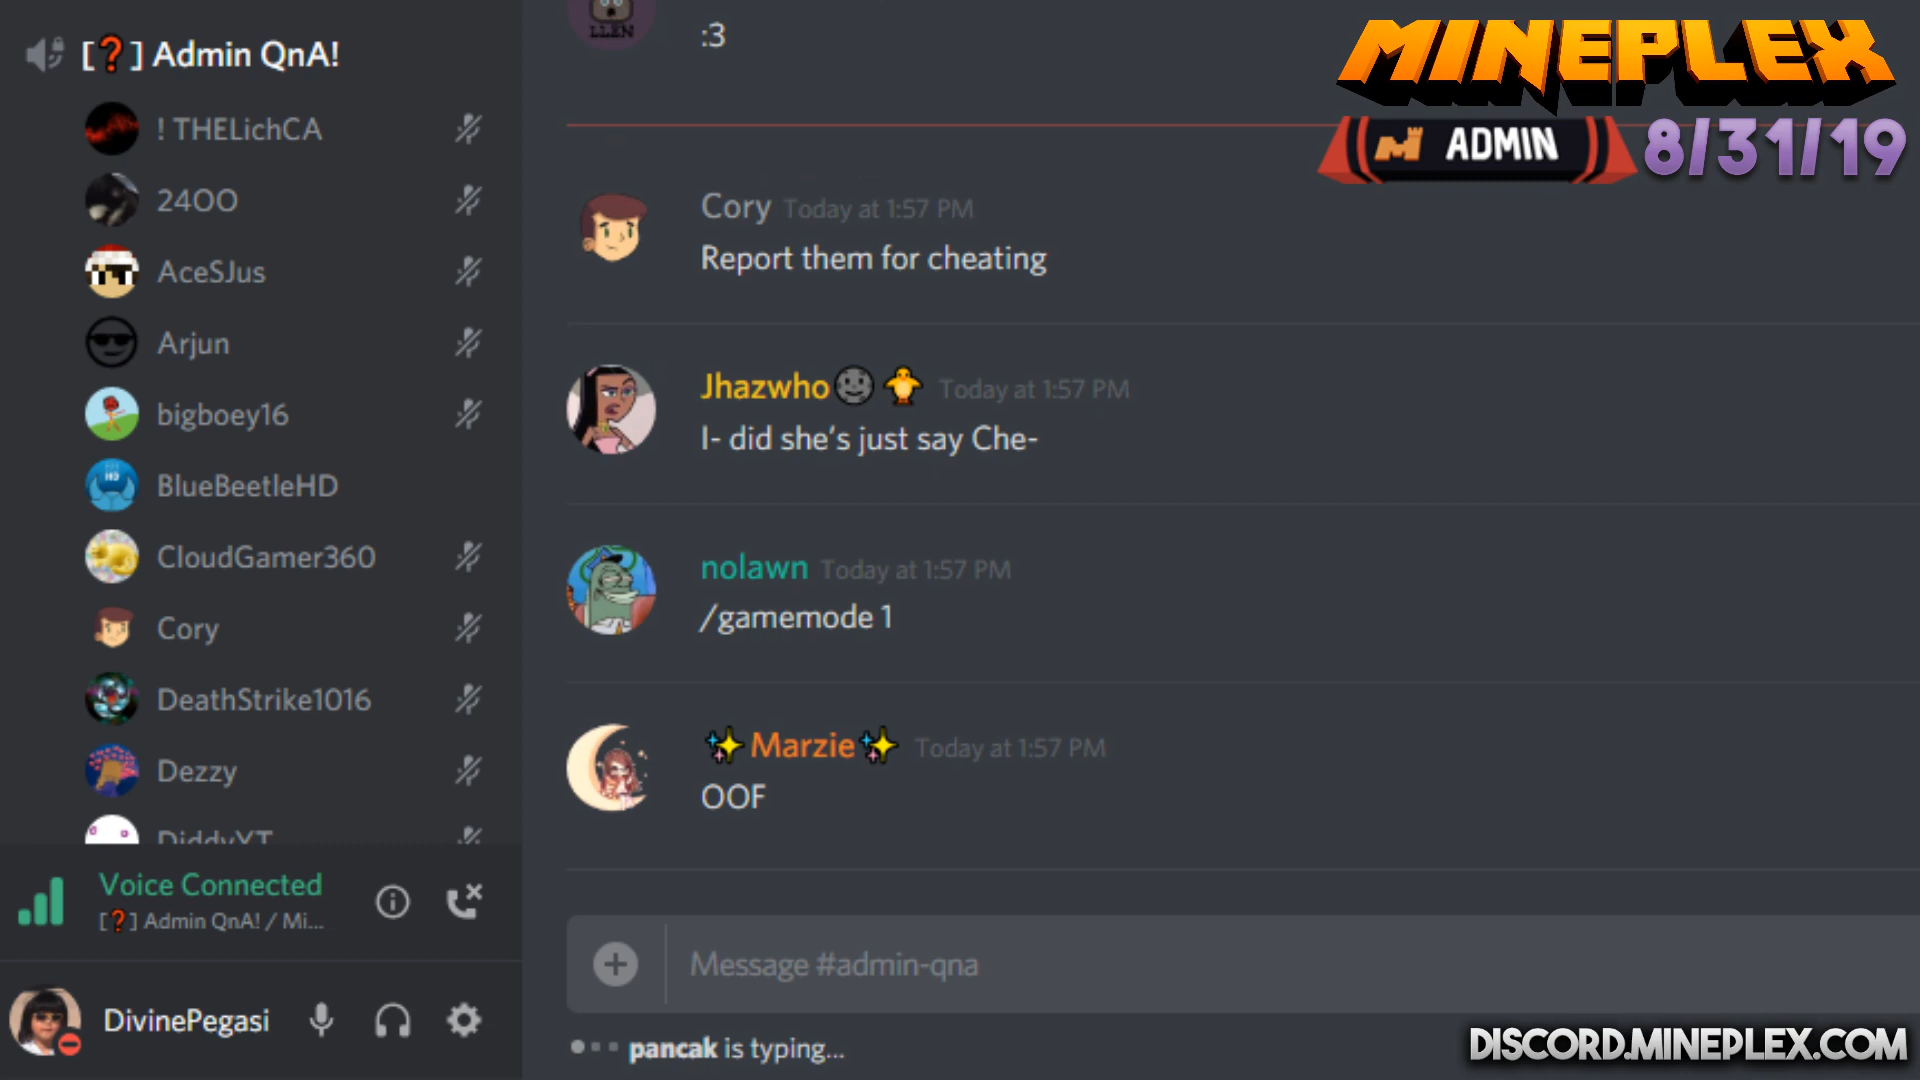 [❓] Admin QnA!
! THELichCA
24OO
AceSJus
Arjun
bigboey16
BlueBeetleHD
CloudGamer360
Cory
DeathStrike1016
Dezzy
DiddyYT
Voice Connected
[❓] Admin QnA! / Mi...
DivinePegasi
LLEN
:3
Cory Today at 1:57 PM
Report them for cheating
Jhazwho🌚🐥 Today at 1:57 PM
I- did she’s just say Che-
nolawn Today at 1:57 PM
/gamemode 1
✨Marzie✨ Today at 1:57 PM
OOF
Message #admin-qna
pancak is typing...
MINEPLEX
ADMIN 8/31/19
DISCORD.MINEPLEX.COM